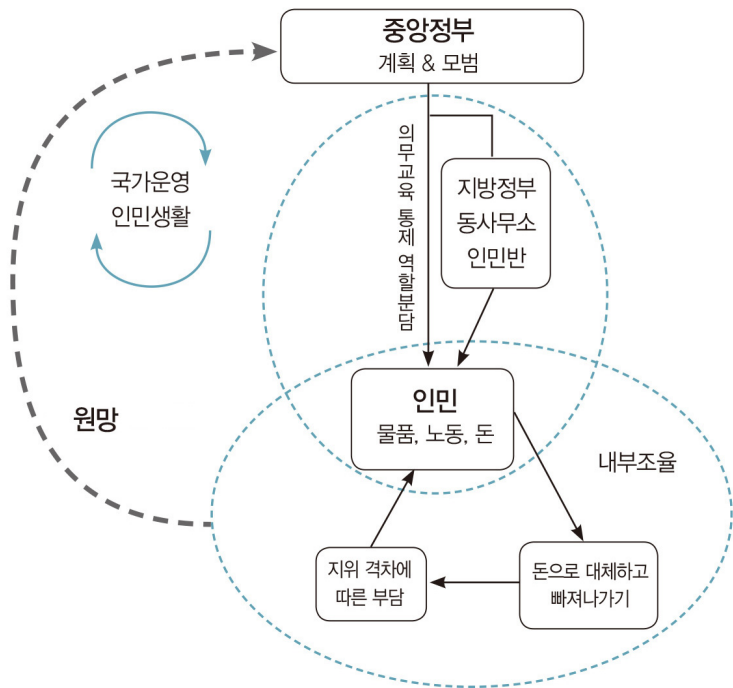 중앙정부
계획 & 모범
의무교육 통제 역할분담
국가운영
인민생활
지방정부
동사무소
인민반
인민
물품, 노동, 돈
원망
내부조율
지위 격차에
따른 부담
돈으로 대체하고
빠져나가기